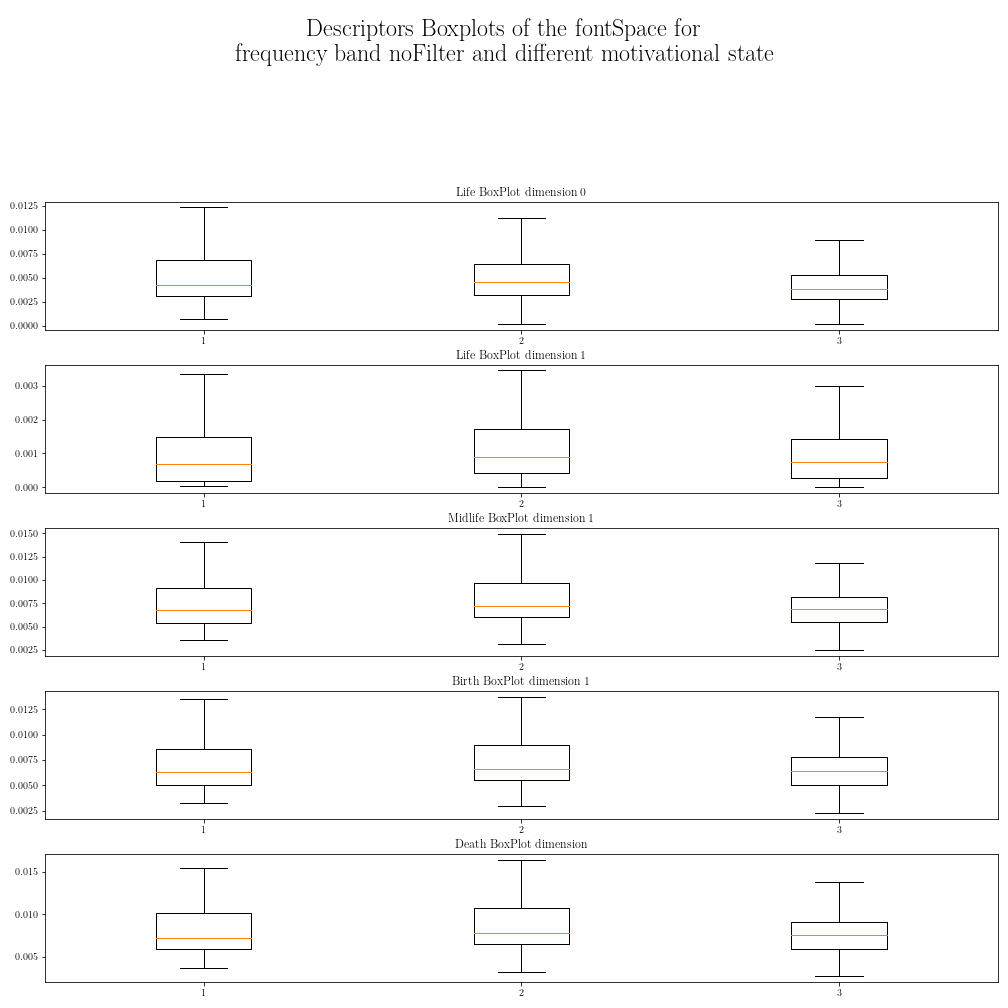 Descriptors Boxplots of the fontSpace for
frequency band noFilter and different motivational state
Life BoxPlot dimension 0
0.0125
0.0100
0.0075
0.0050
0.0025
0.0000
1 2 3
Life BoxPlot dimension 1
0.003
0.002
0.001
0.000
1 2 3
Midlife BoxPlot dimension 1
0.0150
0.0125
0.0100
0.0075
0.0050
0.0025
1 2 3
Birth BoxPlot dimension 1
0.0125
0.0100
0.0075
0.0050
0.0025
1 2 3
Death BoxPlot dimension
0.015
0.010
0.005
1 2 3